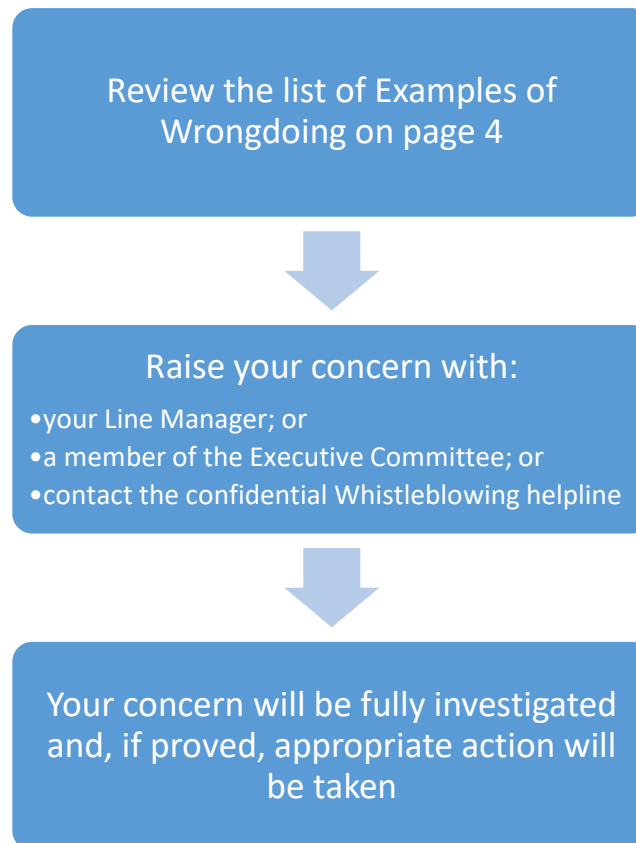 Review the list of Examples of
Wrongdoing on page 4
Raise your concern with:
•your Line Manager; or
•a member of the Executive Committee; or
•contact the confidential Whistleblowing helpline
Your concern will be fully investigated
and, if proved, appropriate action will
be taken